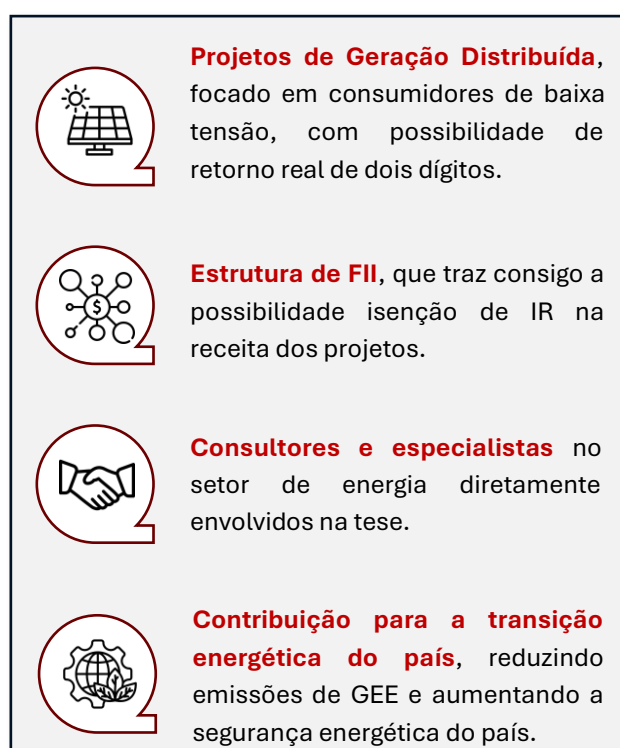 Projetos de Geração Distribuída,
focado em consumidores de baixa
tensão, com possibilidade de
retorno real de dois dígitos.
$
Estrutura de FII, que traz consigo a
possibilidade isenção de IR na
receita dos projetos.
Consultores e especialistas no
setor de energia diretamente
envolvidos na tese.
Contribuição para a transição
energética do país, reduzindo
emissões de GEE e aumentando a
segurança energética do país.